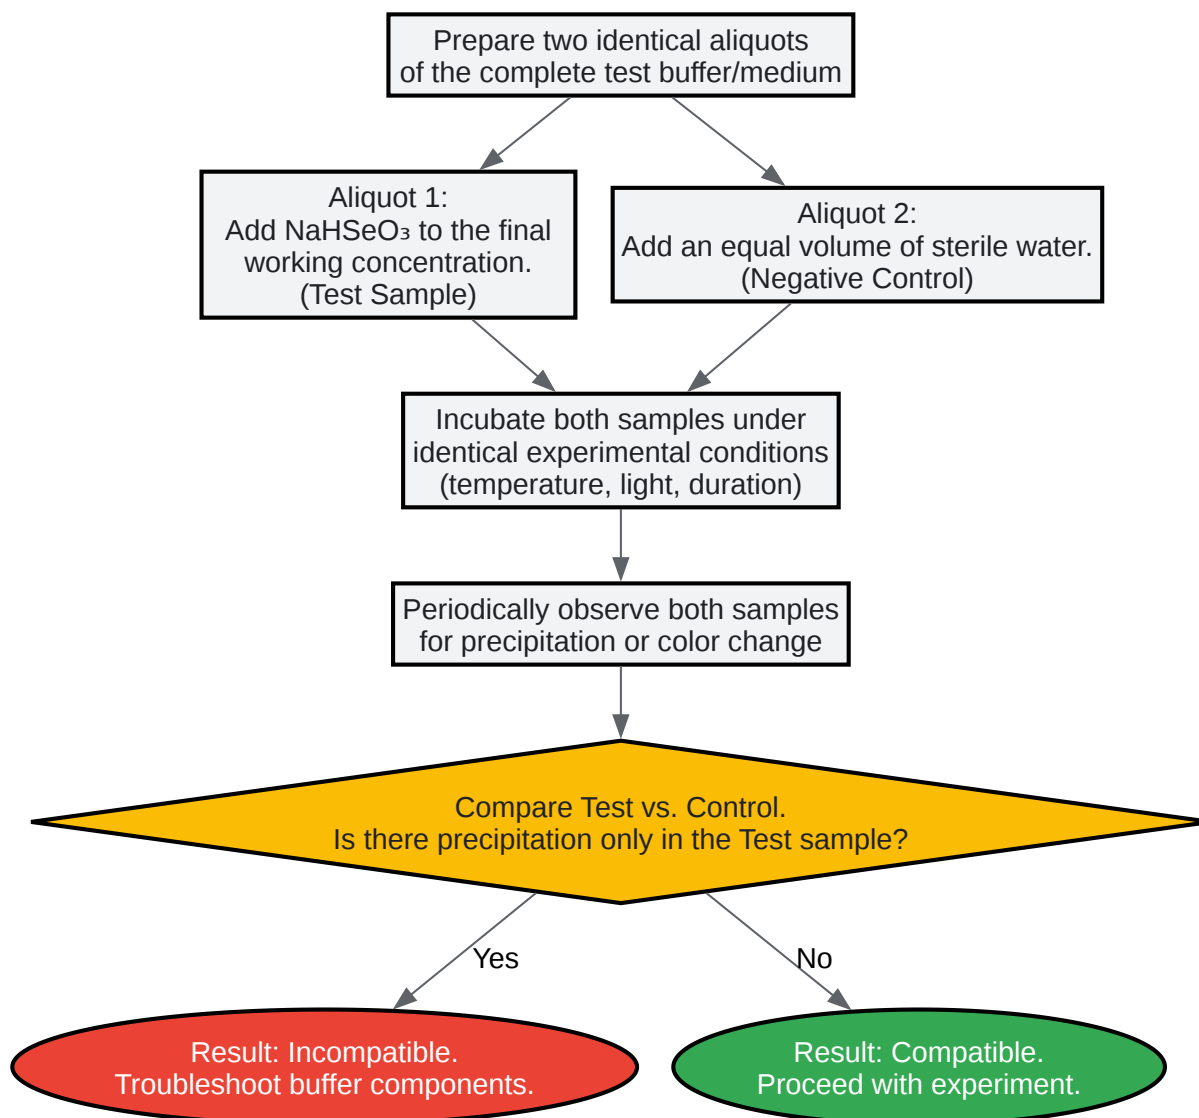 Prepare two identical aliquots
of the complete test buffer/medium
Aliquot 1:
Add NaHSeO₃ to the final
working concentration.
(Test Sample)
Aliquot 2:
Add an equal volume of sterile water.
(Negative Control)
Incubate both samples under
identical experimental conditions
(temperature, light, duration)
Periodically observe both samples
for precipitation or color change
Compare Test vs. Control.
Is there precipitation only in the Test sample?
Yes
No
Result: Incompatible.
Troubleshoot buffer components.
Result: Compatible.
Proceed with experiment.